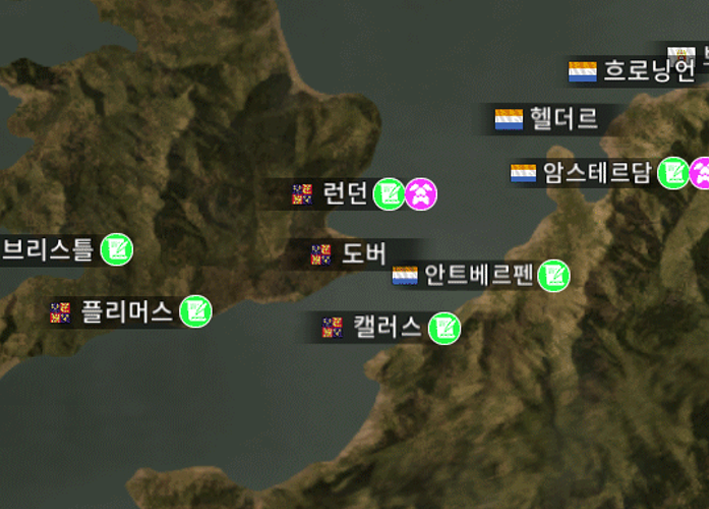 흐로닝언
헬더르
암스테르담
런던
브리스틀
도버
안트베르펜
플리머스
캘러스